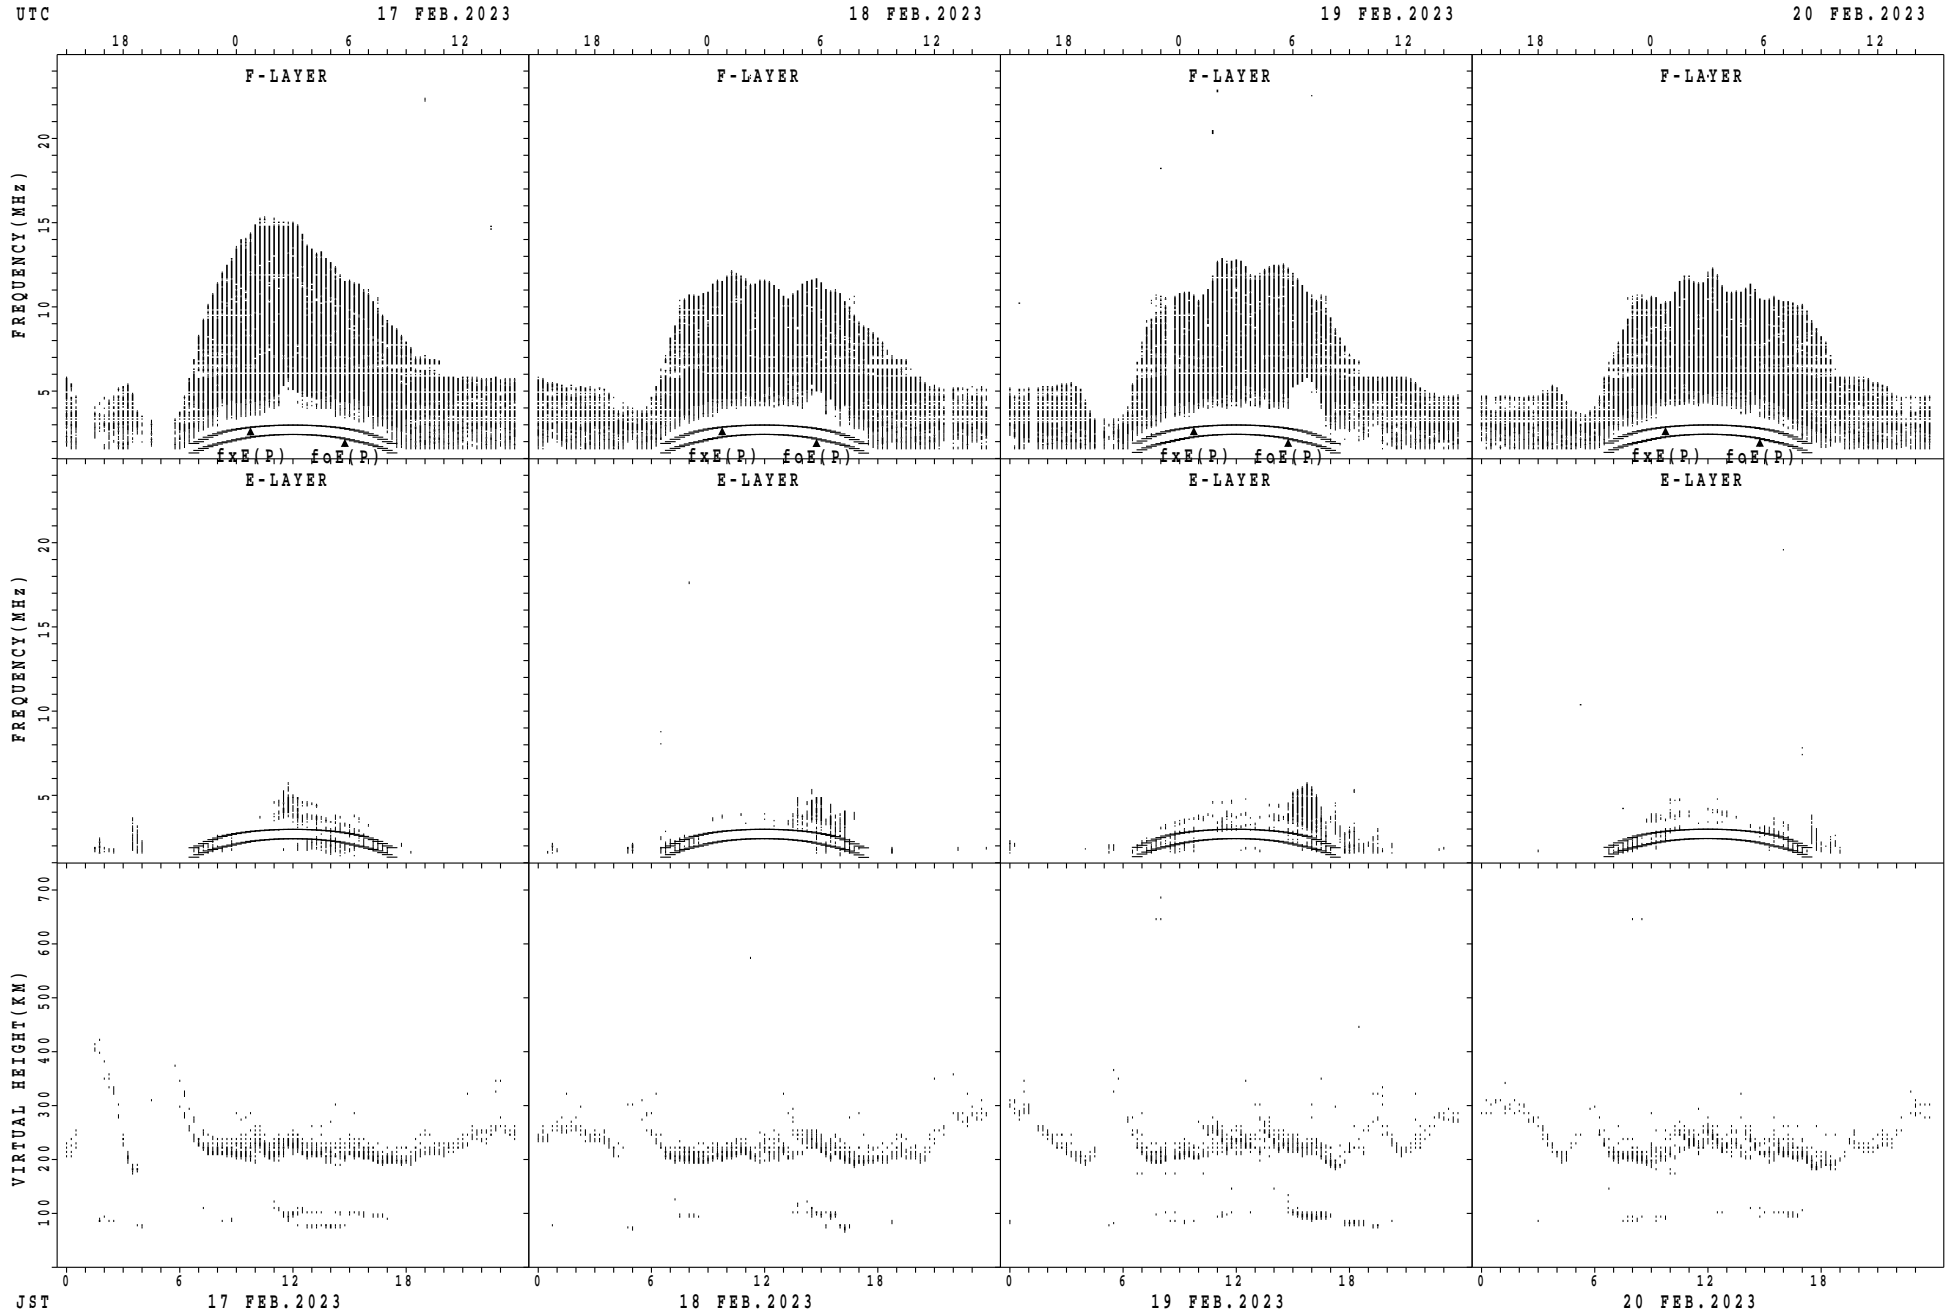 UTC 17 FEB.2023 18 FEB.2023 19 FEB.2023 20 FEB.2023
18 0 6 12 18 0 6 12 18 0 6 12 18 0 6 12
F-LAYER F-LAYER F-LAYER F-LAYER
FREQUENCY(MHz)
20
15
10
5
fxE(P) foE(P) fxE(P) foE(P) fxE(P) foE(P) fxE(P) foE(P)
E-LAYER E-LAYER E-LAYER E-LAYER
FREQUENCY(MHz)
20
15
10
5
VIRTUAL HEIGHT(KM)
700
600
500
400
300
200
100
0 6 12 18 0 6 12 18 0 6 12 18 0 6 12 18
JST 17 FEB.2023 18 FEB.2023 19 FEB.2023 20 FEB.2023